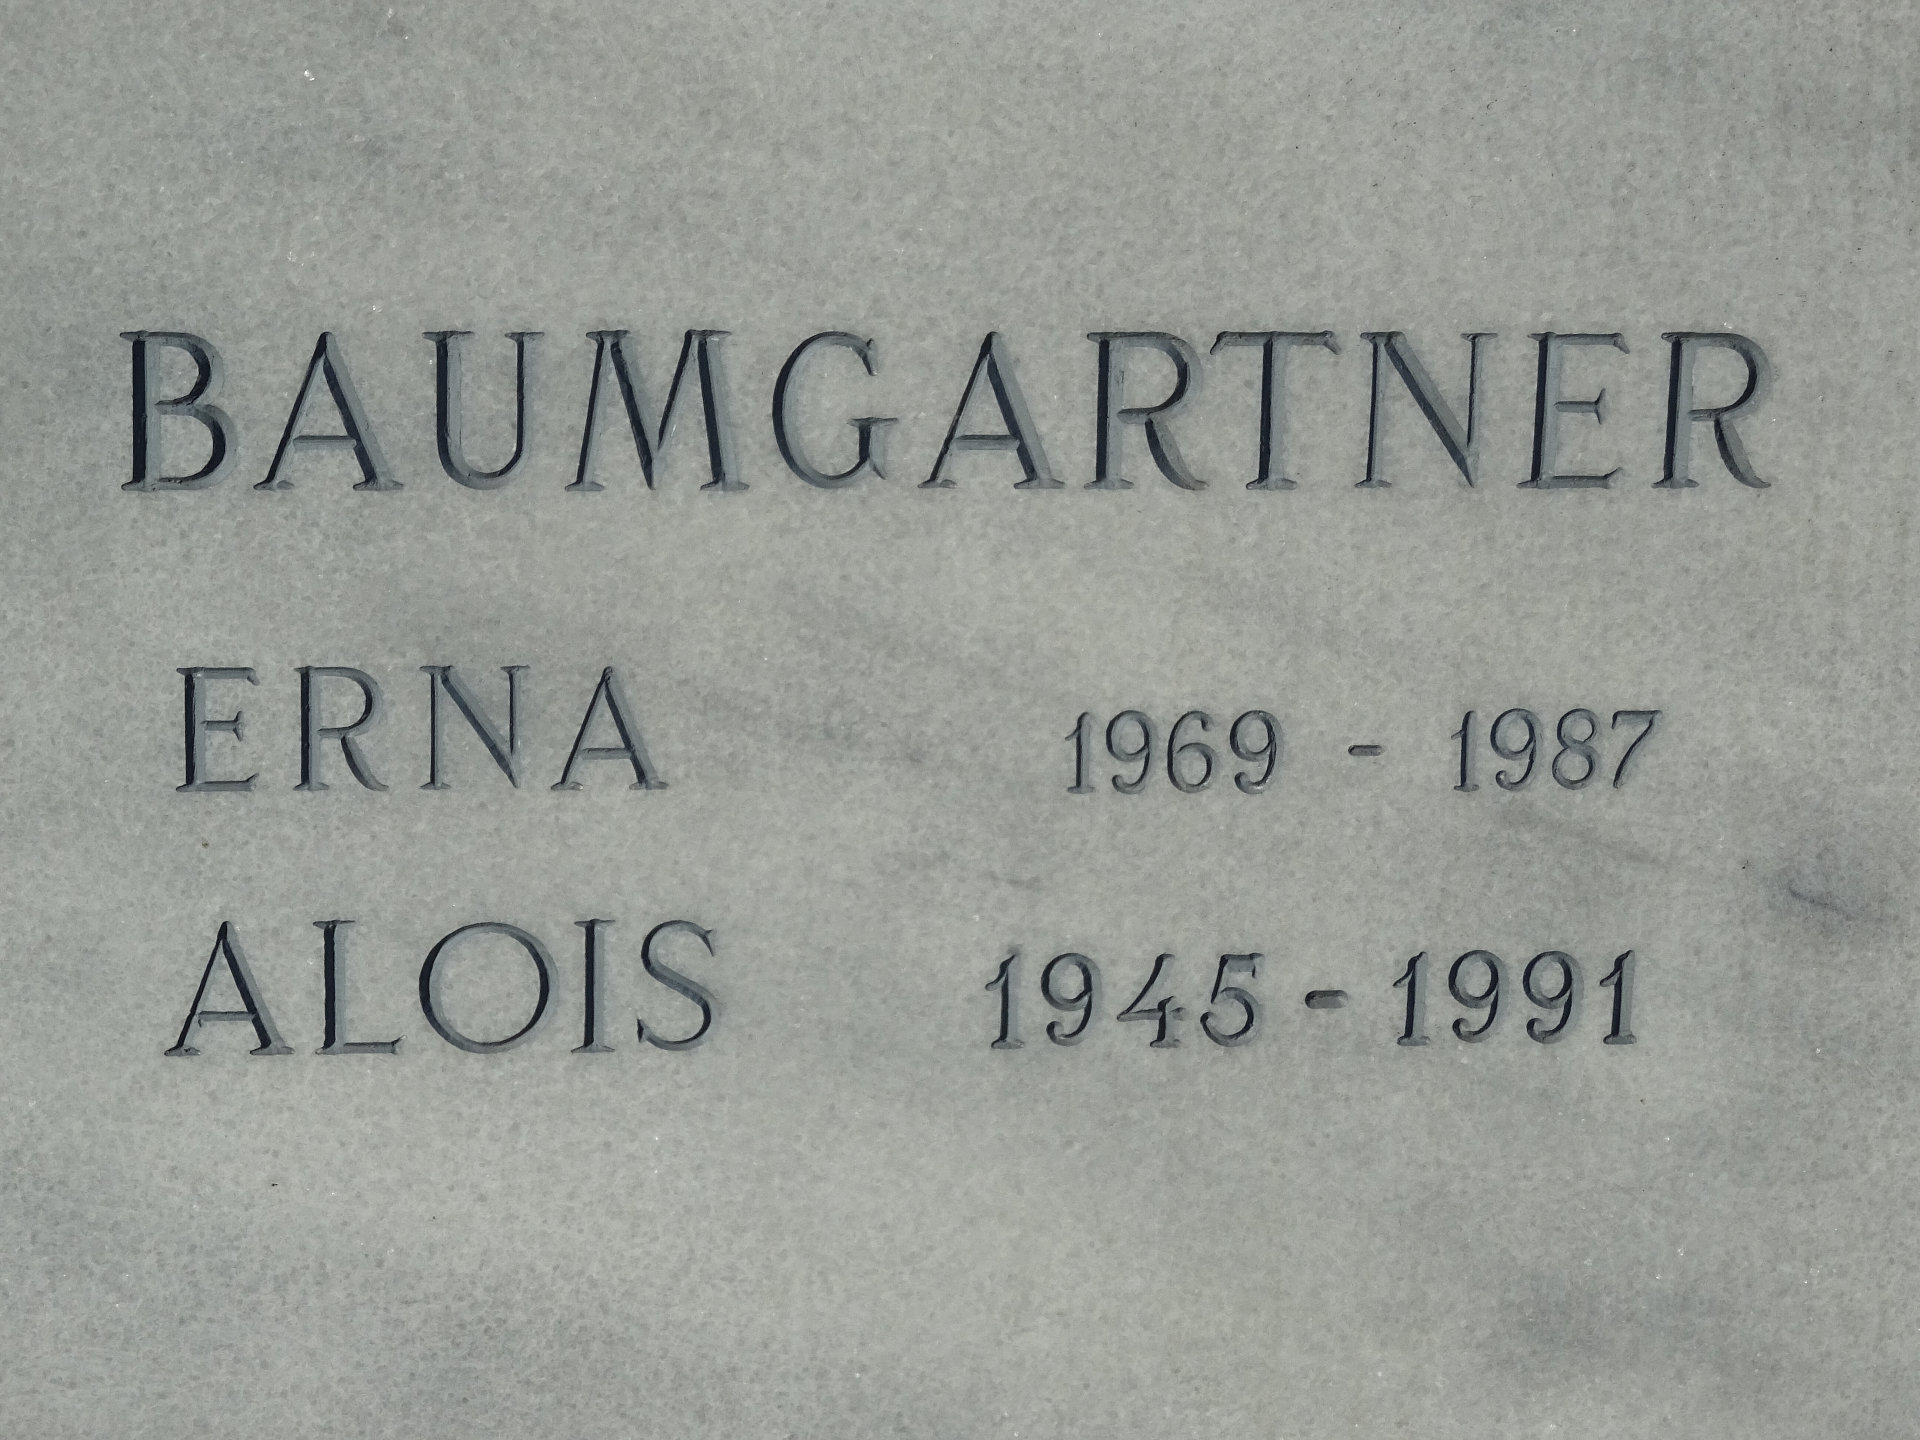 BAUMGARTNER
ERNA 1969 - 1987
ALOIS 1945 - 1991